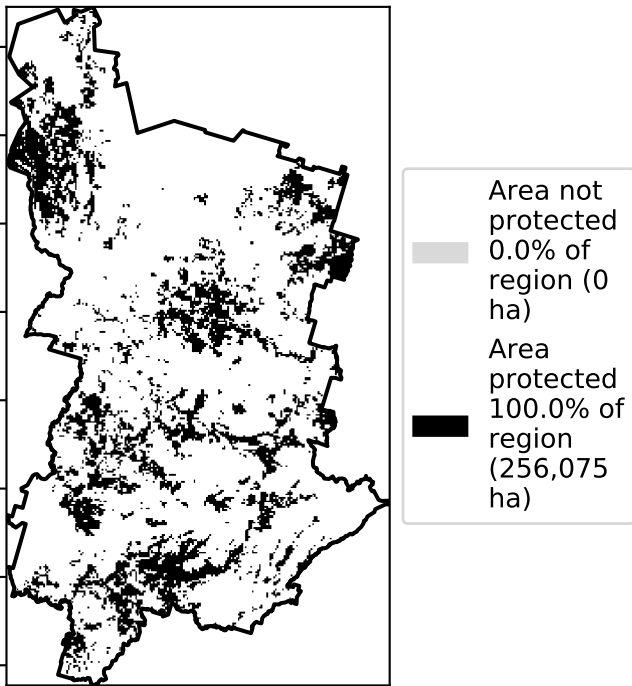 Area not
protected
0.0% of
region (0
ha)
Area
protected
100.0% of
region
(256,075
ha)